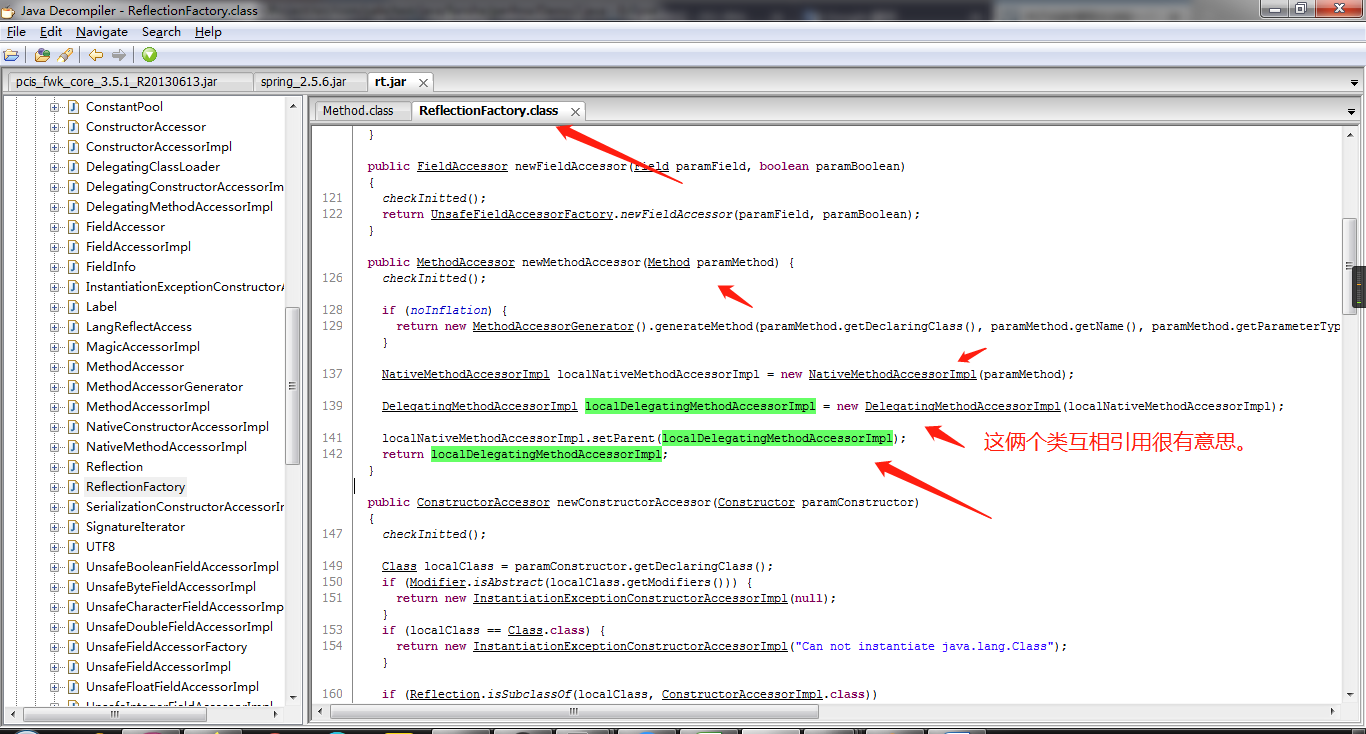 Java Decompiler - ReflectionFactory.class
File Edit Navigate Search Help
pcis_fwk_core_3.5.1_R20130613.jar spring_2.5.6.jar rt.jar
ConstantPool
ConstructorAccessor
ConstructorAccessorImpl
DelegatingClassLoader
DelegatingConstructorAccessorIm
DelegatingMethodAccessorImpl
FieldAccessor
FieldAccessorImpl
FieldInfo
InstantiationExceptionConstructorA
Label
LangReflectAccess
MagicAccessorImpl
MethodAccessor
MethodAccessorGenerator
MethodAccessorImpl
NativeConstructorAccessorImpl
NativeMethodAccessorImpl
Reflection
ReflectionFactory
SerializationConstructorAccessorIr
SignatureIterator
UTF8
UnsafeBooleanFieldAccessorImpl
UnsafeByteFieldAccessorImpl
UnsafeCharacterFieldAccessorImp
UnsafeDoubleFieldAccessorImpl
UnsafeFieldAccessorFactory
UnsafeFieldAccessorImpl
UnsafeFloatFieldAccessorImpl
Method.class ReflectionFactory.class
}
public FieldAccessor newFieldAccessor(Field paramField, boolean paramBoolean)
{
121 checkInitted();
122 return UnsafeFieldAccessorFactory.newFieldAccessor(paramField, paramBoolean);
}
public MethodAccessor newMethodAccessor(Method paramMethod) {
126 checkInitted();
128 if (noInflation) {
129 return new MethodAccessorGenerator().generateMethod(paramMethod.getDeclaringClass(), paramMethod.getName(), paramMethod.getParameterTyp
}
137 NativeMethodAccessorImpl localNativeMethodAccessorImpl = new NativeMethodAccessorImpl(paramMethod);
139 DelegatingMethodAccessorImpl localDelegatingMethodAccessorImpl = new DelegatingMethodAccessorImpl(localNativeMethodAccessorImpl);
141 localNativeMethodAccessorImpl.setParent(localDelegatingMethodAccessorImpl);
这俩个类互相引用很有意思。
142 return localDelegatingMethodAccessorImpl;
}
public ConstructorAccessor newConstructorAccessor(Constructor paramConstructor)
{
147 checkInitted();
149 Class localClass = paramConstructor.getDeclaringClass();
150 if (Modifier.isAbstract(localClass.getModifiers())) {
151 return new InstantiationExceptionConstructorAccessorImpl(null);
}
153 if (localClass == Class.class) {
154 return new InstantiationExceptionConstructorAccessorImpl("Can not instantiate java.lang.Class");
}
160 if (Reflection.isSubclassOf(localClass, ConstructorAccessorImpl.class))